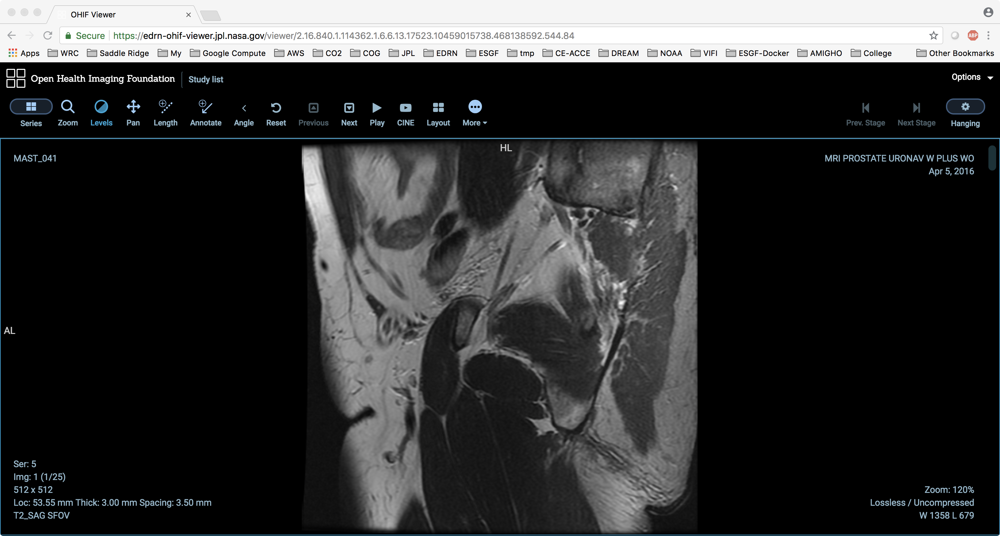 OHIF Viewer
Secure https://edrn-ohif-viewer.jpl.nasa.gov/viewer/2.16.840.1.114362.1.6.6.13.17523.10459015738.468138592.544.84
ABP
Apps WRC Saddle Ridge My Google Compute AWS CO2 COG JPL EDRN ESGF tmp CE-ACCE DREAM NOAA VIFI ESGF-Docker AMIGHO College Other Bookmarks
Open Health Imaging Foundation Study list Options
Series Zoom Levels Pan Length Annotate Angle Reset Previous Next Play CINE Layout More Prev. Stage Next Stage Hanging
HL
MAST_041
MRI PROSTATE URONAV W PLUS WO
Apr 5, 2016
AL
Ser: 5
Img: 1 (1/25)
512 x 512
Loc: 53.55 mm Thick: 3.00 mm Spacing: 3.50 mm
T2_SAG SFOV
Zoom: 120%
Lossless / Uncompressed
W 1358 L 679